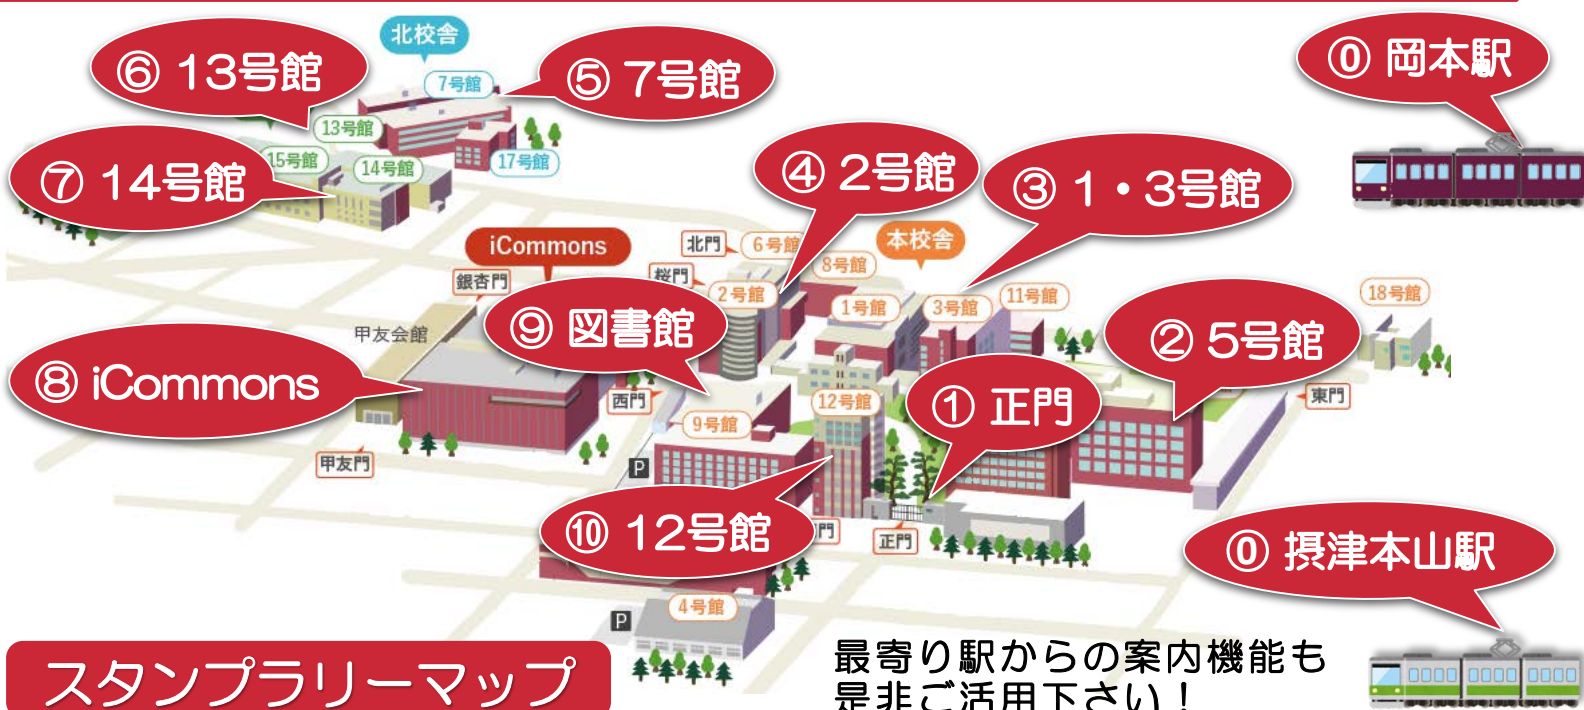 北校舎
⑥ 13号館
⑤ 7号館
⓪ 岡本駅
7号館
13号館
15号館
14号館
17号館
⑦ 14号館
④ 2号館
③ 1・3号館
iCommons
北門
6号館
本校舎
銀杏門
桜門
8号館
2号館
1号館
3号館
11号館
18号館
甲友会館
⑨ 図書館
② 5号館
⑧ iCommons
西門
12号館
① 正門
東門
9号館
甲友門
P
⑩ 12号館
門
正門
⓪ 摂津本山駅
4号館
P
スタンプラリーマップ
最寄り駅からの案内機能も
是非ご活用下さい！